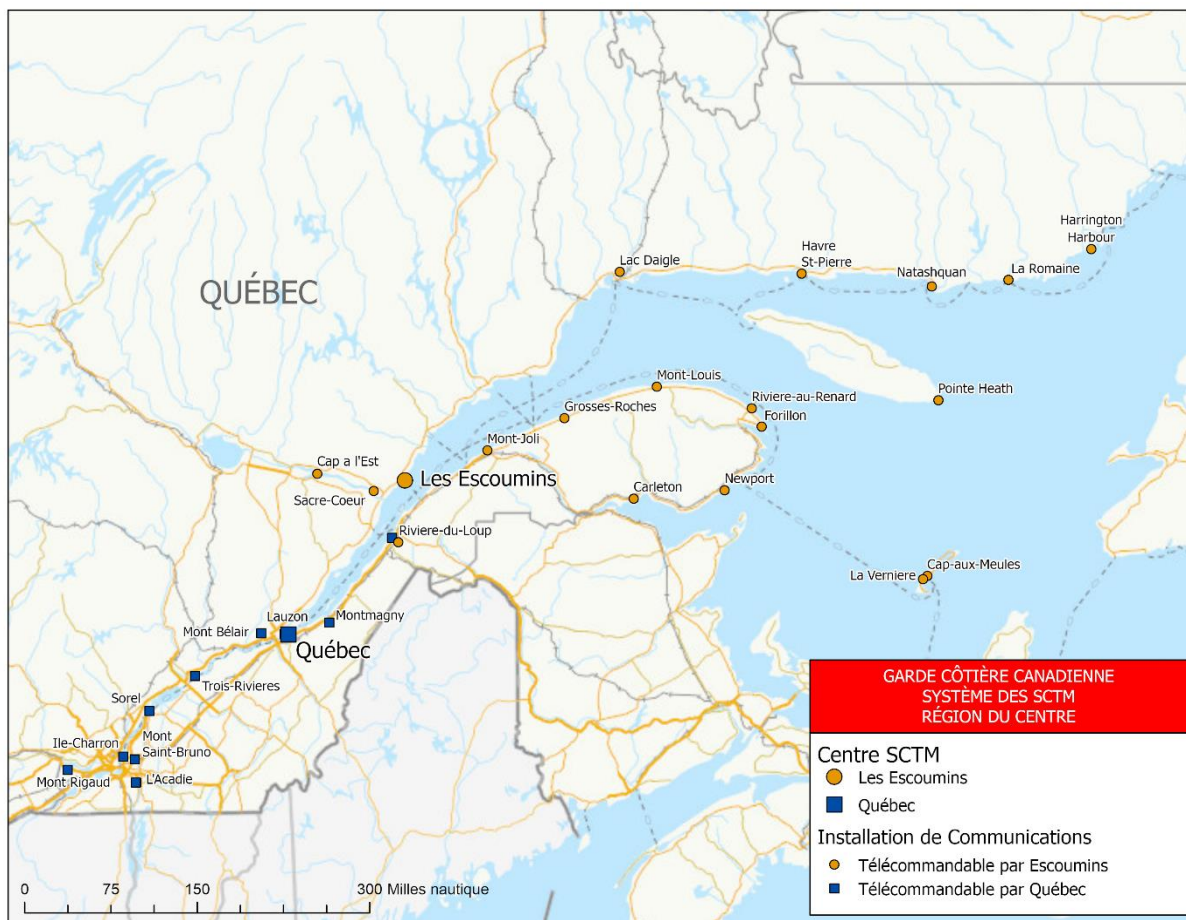 Harrington
Harbour
Havre
St-Pierre
Lac Daigle
La Romaine
Natashquan
QUÉBEC
Mont-Louis
Pointe Heath
Riviere-au-Renard
Grosses-Roches
Forillon
Mont-Joli
Cap a l'Est
Les Escoumins
Newport
Sacre-Coeur
Carleton
Riviere-du-Loup
Cap-aux-Meules
La Verniere
Lauzon
Montmagny
Mont Bélair
Québec
Trois-Rivieres
Sorel
Ile-Charron
Mont
Saint-Bruno
Mont Rigaud
L'Acadie
GARDE CÔTIÈRE CANADIENNE
SYSTÈME DES SCTM
RÉGION DU CENTRE
Centre SCTM
Les Escoumins
Québec
Installation de Communications
Télécommandable par Escoumins
Télécommandable par Québec
0 75 150 300 Milles nautique